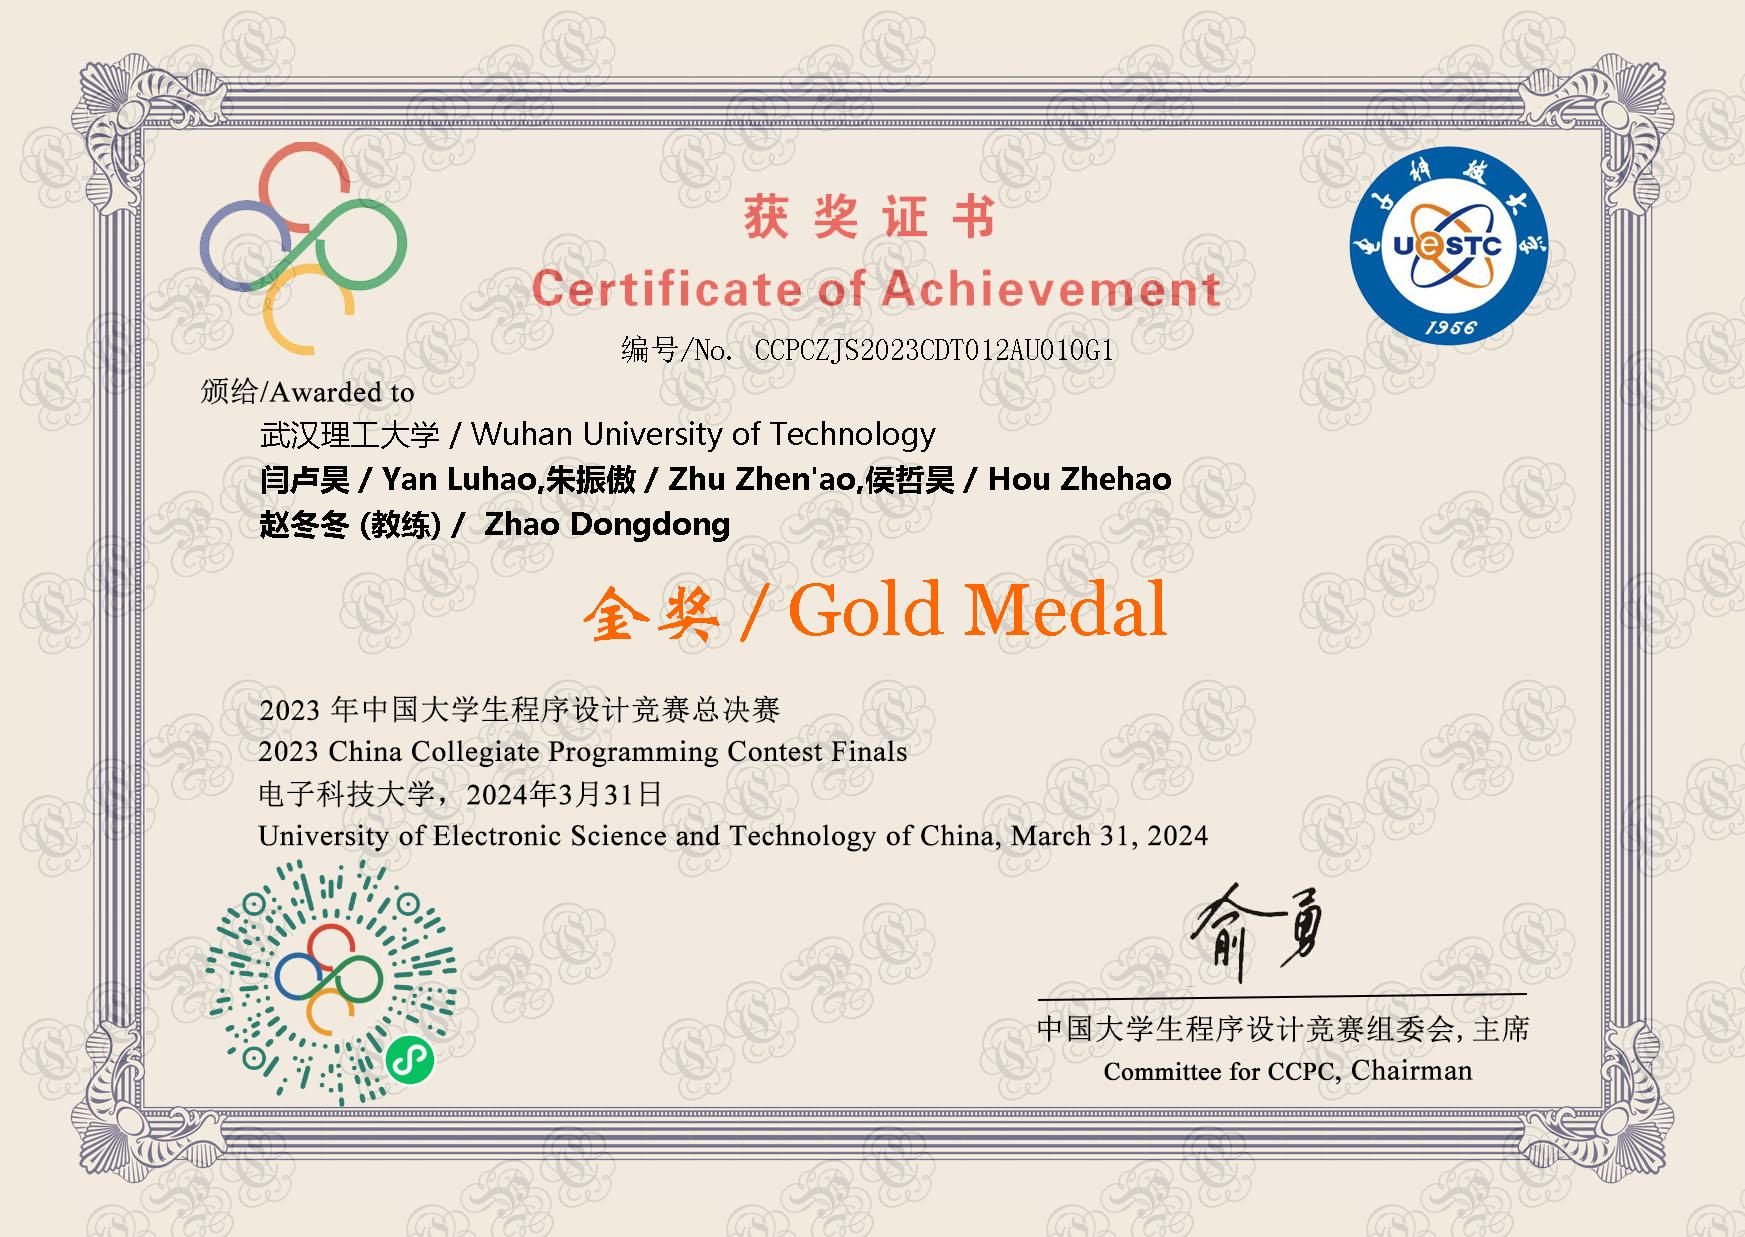 获奖证书
Certificate of Achievement
电子科技大学
UESTC
1956
编号/No. CCPCZJS2023CDT012AU010G1
颁给/Awarded to
武汉理工大学 / Wuhan University of Technology
闫卢昊 / Yan Luhao,朱振傲 / Zhu Zhen'ao,侯哲昊 / Hou Zhehao
赵冬冬 (教练) / Zhao Dongdong
金奖 / Gold Medal
2023 年中国大学生程序设计竞赛总决赛
2023 China Collegiate Programming Contest Finals
电子科技大学，2024年3月31日
University of Electronic Science and Technology of China, March 31, 2024
俞勇
中国大学生程序设计竞赛组委会, 主席
Committee for CCPC, Chairman